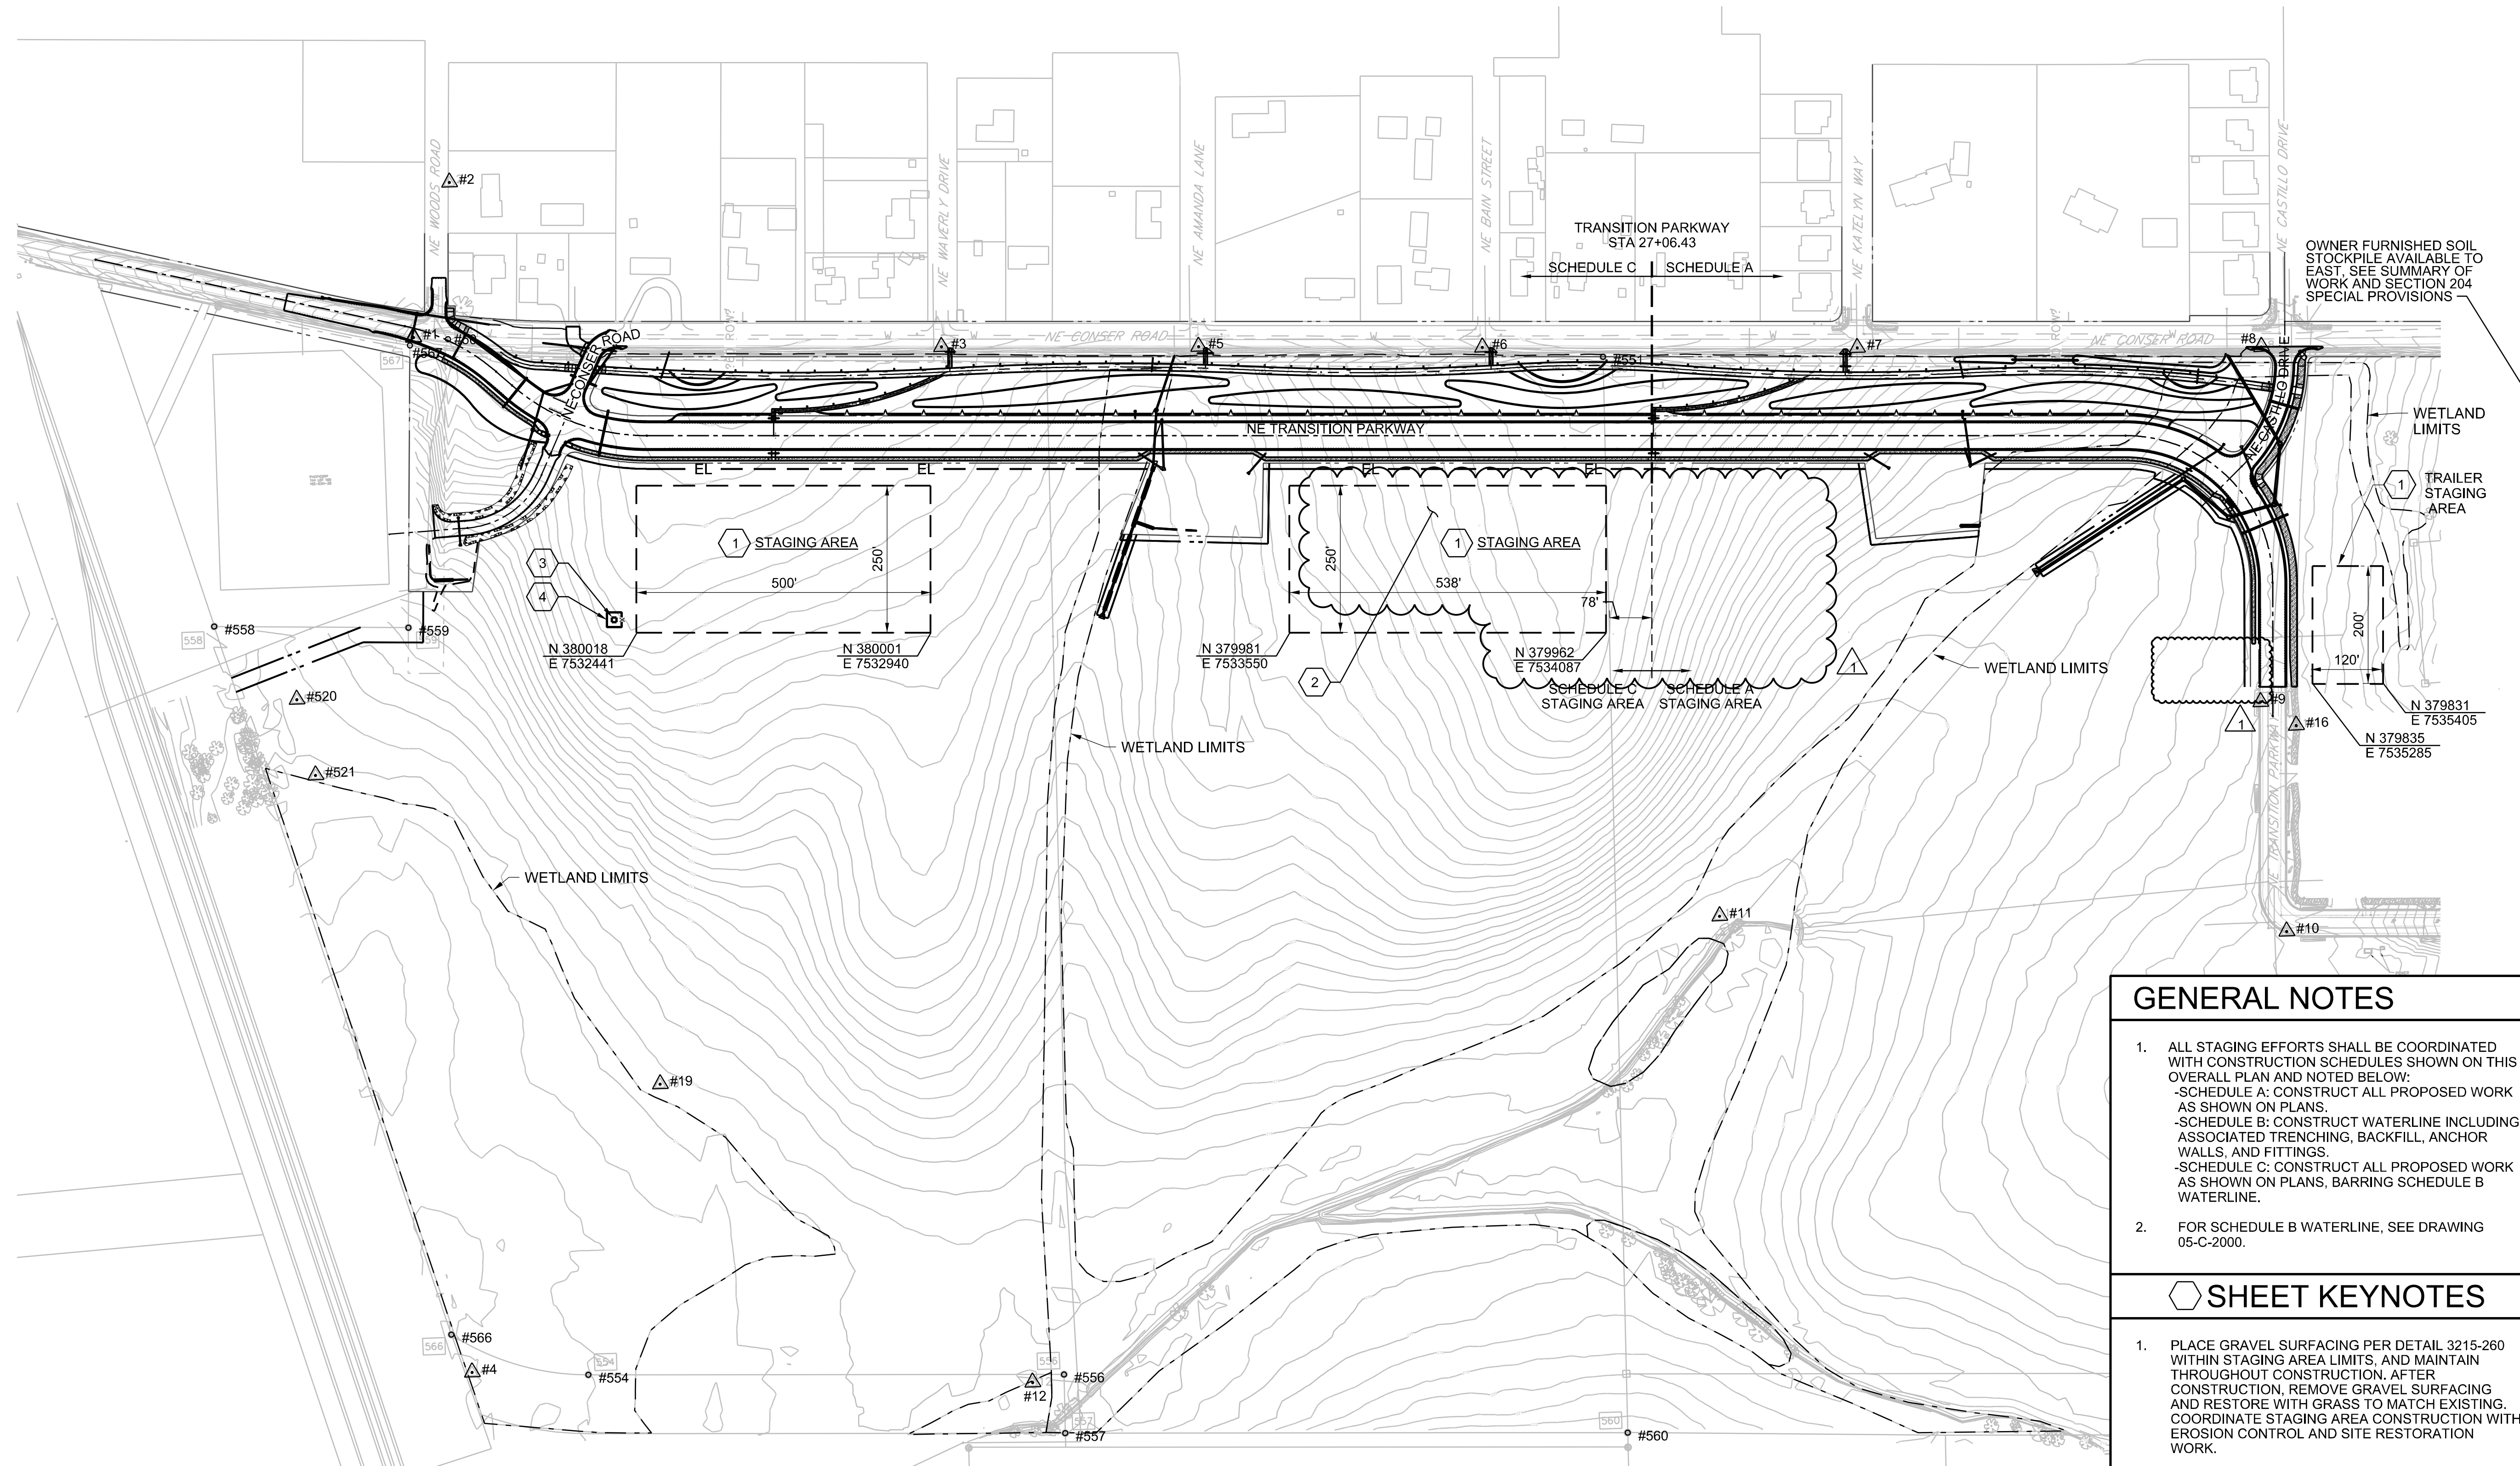 NE WOODS ROAD
#2
NE WAVERLY DRIVE
NE AMANDA LANE
NE BAIN STREET
NE KATELYN WAY
NE CASTILLO DRIVE
TRANSITION PARKWAY
STA 27+06.43
SCHEDULE C
SCHEDULE A
OWNER FURNISHED SOIL
STOCKPILE AVAILABLE TO
EAST, SEE SUMMARY OF
WORK AND SECTION 204
SPECIAL PROVISIONS
#1
#567
567
NE CONSER ROAD
#3
NE CONSER ROAD
W
W
W
#5
#6
#551
#7
W
W
NE CONSER ROAD
#8
NE CASTILLO DRIVE
NE TRANSITION PARKWAY
WETLAND
LIMITS
EL
EL
EL
EL
1
TRAILER
STAGING
AREA
1
STAGING AREA
250'
500'
1
STAGING AREA
250'
538'
78'
3
4
200'
120'
558
#558
#559
N 380018
E 7532441
N 380001
E 7532940
N 379981
E 7533550
N 379962
E 7534087
2
1
WETLAND LIMITS
SCHEDULE C
STAGING AREA
SCHEDULE A
STAGING AREA
#520
#9
1
#16
N 379831
E 7535405
N 379835
E 7535285
WETLAND LIMITS
#521
NE TRANSITION PARKWAY
WETLAND LIMITS
#11
#10
#19
566
#566
#4
554
#554
556
#556
#12
557
#557
560
#560
GENERAL NOTES
1. ALL STAGING EFFORTS SHALL BE COORDINATED
WITH CONSTRUCTION SCHEDULES SHOWN ON THIS
OVERALL PLAN AND NOTED BELOW:
-SCHEDULE A: CONSTRUCT ALL PROPOSED WORK
AS SHOWN ON PLANS.
-SCHEDULE B: CONSTRUCT WATERLINE INCLUDING
ASSOCIATED TRENCHING, BACKFILL, ANCHOR
WALLS, AND FITTINGS.
-SCHEDULE C: CONSTRUCT ALL PROPOSED WORK
AS SHOWN ON PLANS, BARRING SCHEDULE B
WATERLINE.
2. FOR SCHEDULE B WATERLINE, SEE DRAWING
05-C-2000.
SHEET KEYNOTES
1. PLACE GRAVEL SURFACING PER DETAIL 3215-260
WITHIN STAGING AREA LIMITS, AND MAINTAIN
THROUGHOUT CONSTRUCTION. AFTER
CONSTRUCTION, REMOVE GRAVEL SURFACING
AND RESTORE WITH GRASS TO MATCH EXISTING.
COORDINATE STAGING AREA CONSTRUCTION WITH
EROSION CONTROL AND SITE RESTORATION
WORK.